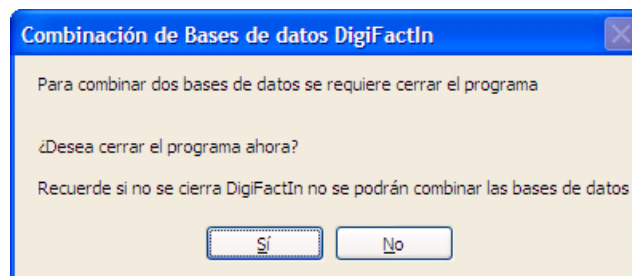 Combinación de Bases de datos DigiFactIn
Para combinar dos bases de datos se requiere cerrar el programa
¿Desea cerrar el programa ahora?
Recuerde si no se cierra DigiFactIn no se podrán combinar las bases de datos
Sí No